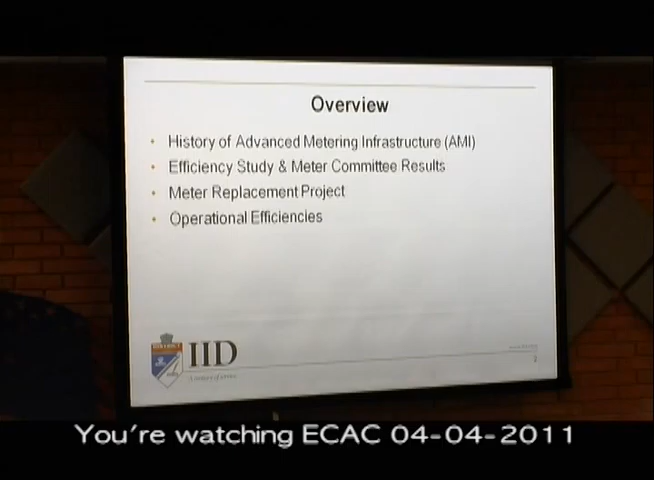 Overview
• History of Advanced Metering Infrastructure (AMI)
• Efficiency Study & Meter Committee Results
• Meter Replacement Project
• Operational Efficiencies
IID
2
You're watching ECAC 04-04-2011